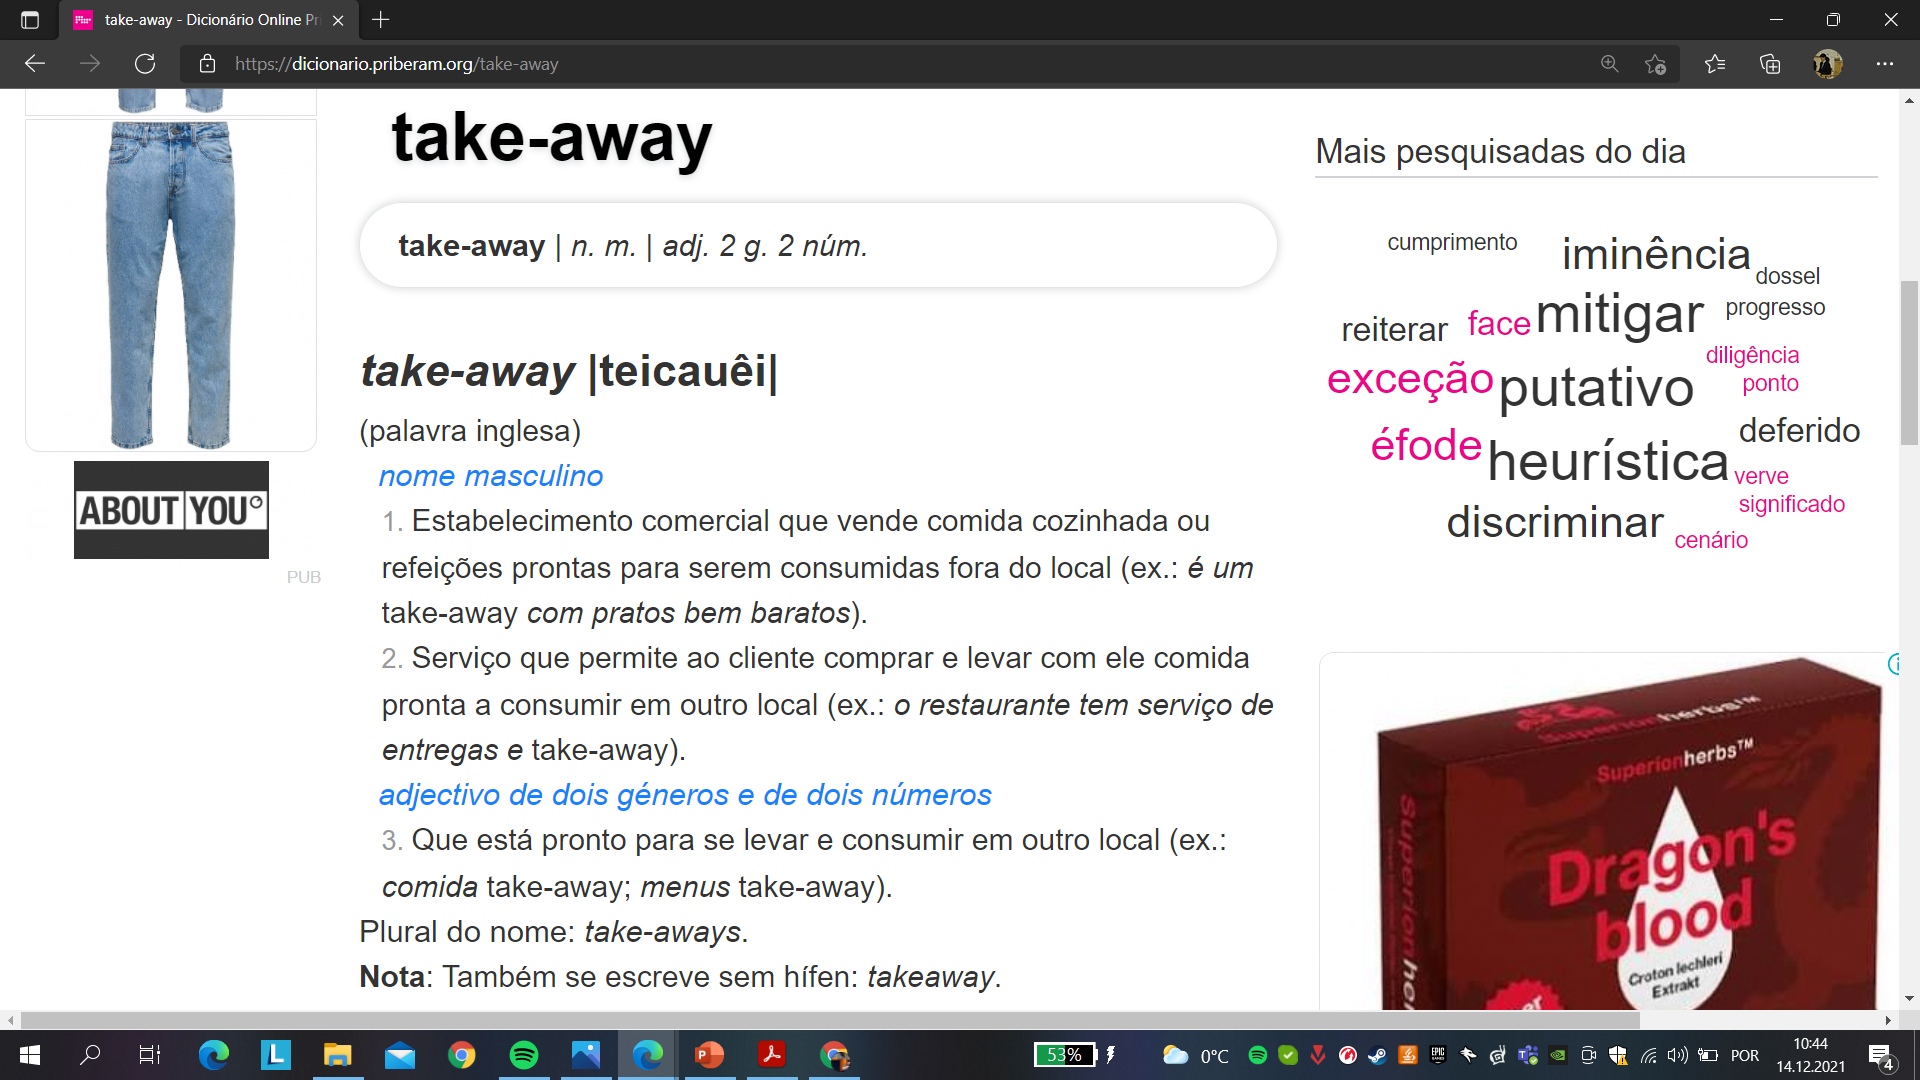 take-away - Dicionário Online Pri
https://dicionario.priberam.org/take-away
take-away
take-away | n. m. | adj. 2 g. 2 núm.
take-away |teicauêi|
(palavra inglesa)
nome masculino
1. Estabelecimento comercial que vende comida cozinhada ou
refeições prontas para serem consumidas fora do local (ex.: é um
take-away com pratos bem baratos).
2. Serviço que permite ao cliente comprar e levar com ele comida
pronta a consumir em outro local (ex.: o restaurante tem serviço de
entregas e take-away).
adjectivo de dois géneros e de dois números
3. Que está pronto para se levar e consumir em outro local (ex.:
comida take-away; menus take-away).
Plural do nome: take-aways.
Nota: Também se escreve sem hífen: takeaway.
ABOUT YOU
PUB
Mais pesquisadas do dia
cumprimento
iminência
dossel
mitigar
progresso
reiterar
face
diligência
exceção
putativo
ponto
deferido
éfode
heurística
verve
significado
discriminar
cenário
Superionherbs™
Superionherbs™
Superionher
Dragon's
blood
Croton lechleri
Extrakt
53%
0°C
POR
10:44
14.12.2021
4